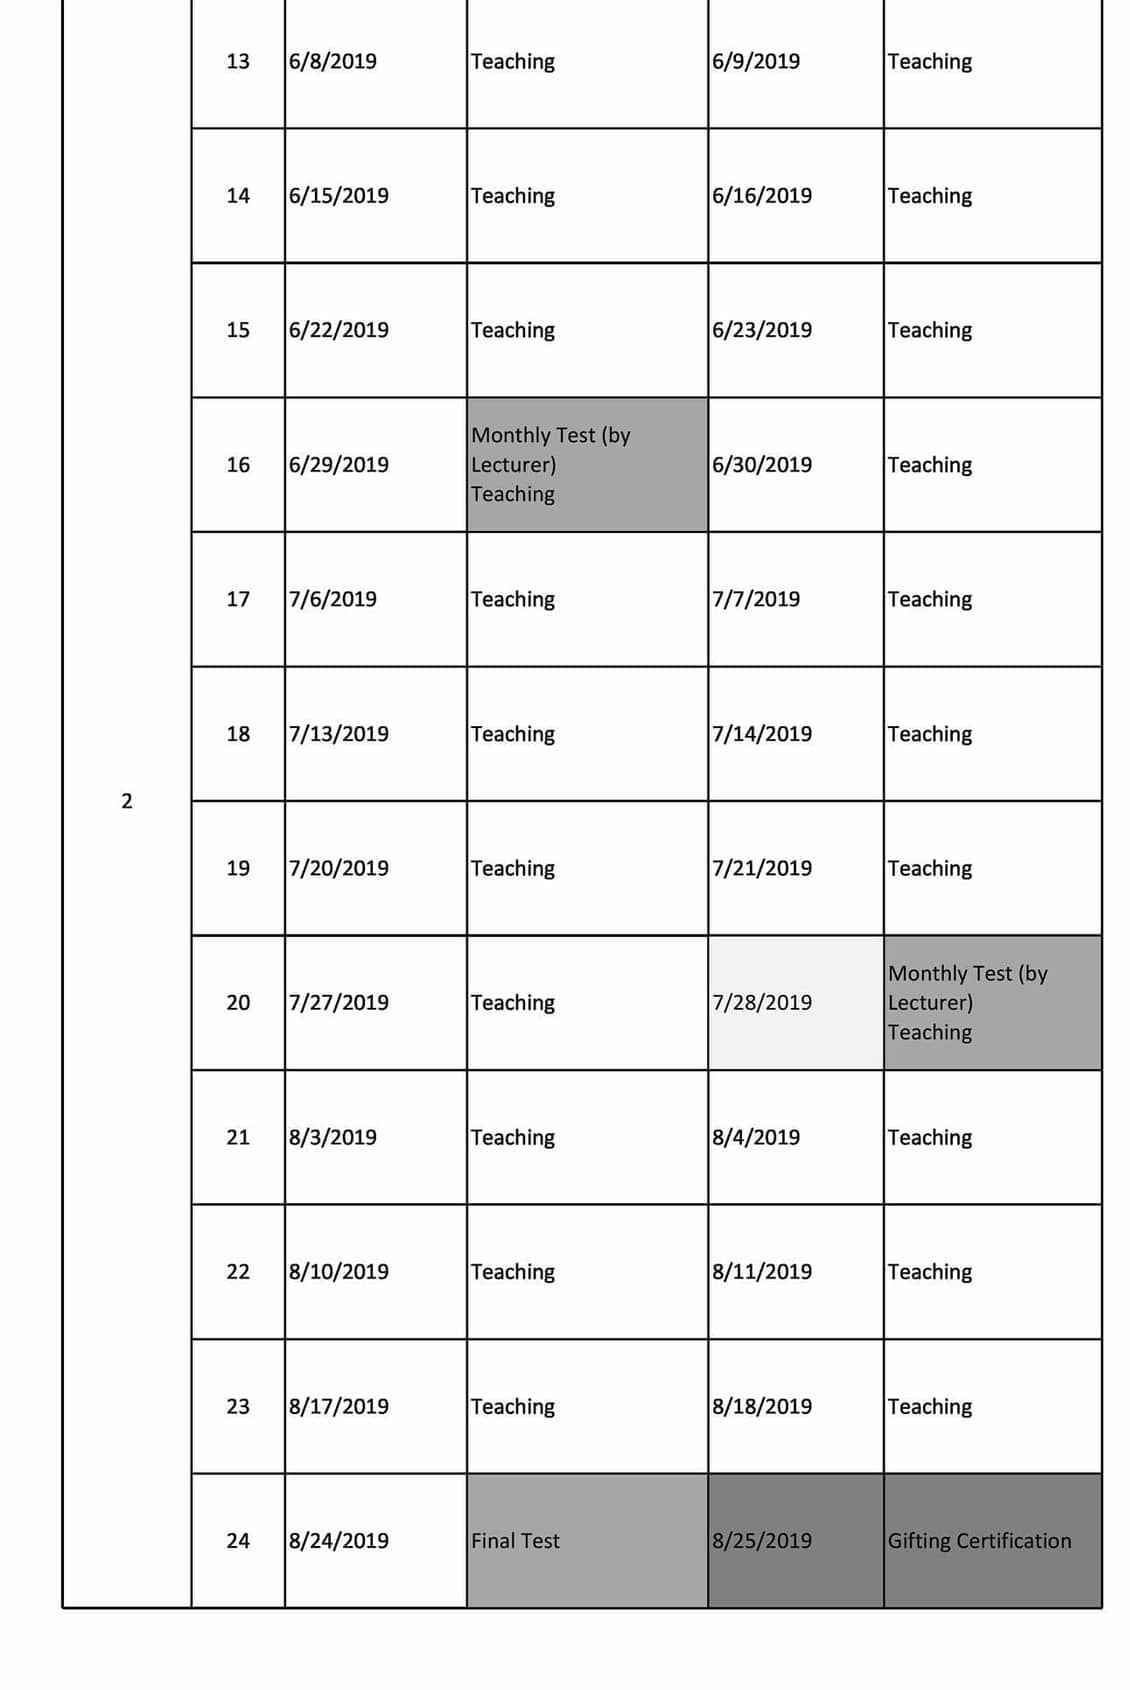 13 6/8/2019 Teaching 6/9/2019 Teaching
14 6/15/2019 Teaching 6/16/2019 Teaching
15 6/22/2019 Teaching 6/23/2019 Teaching
16 6/29/2019 Monthly Test (by
Lecturer)
Teaching 6/30/2019 Teaching
17 7/6/2019 Teaching 7/7/2019 Teaching
18 7/13/2019 Teaching 7/14/2019 Teaching
2
19 7/20/2019 Teaching 7/21/2019 Teaching
20 7/27/2019 Teaching 7/28/2019 Monthly Test (by
Lecturer)
Teaching
21 8/3/2019 Teaching 8/4/2019 Teaching
22 8/10/2019 Teaching 8/11/2019 Teaching
23 8/17/2019 Teaching 8/18/2019 Teaching
24 8/24/2019 Final Test 8/25/2019 Gifting Certification